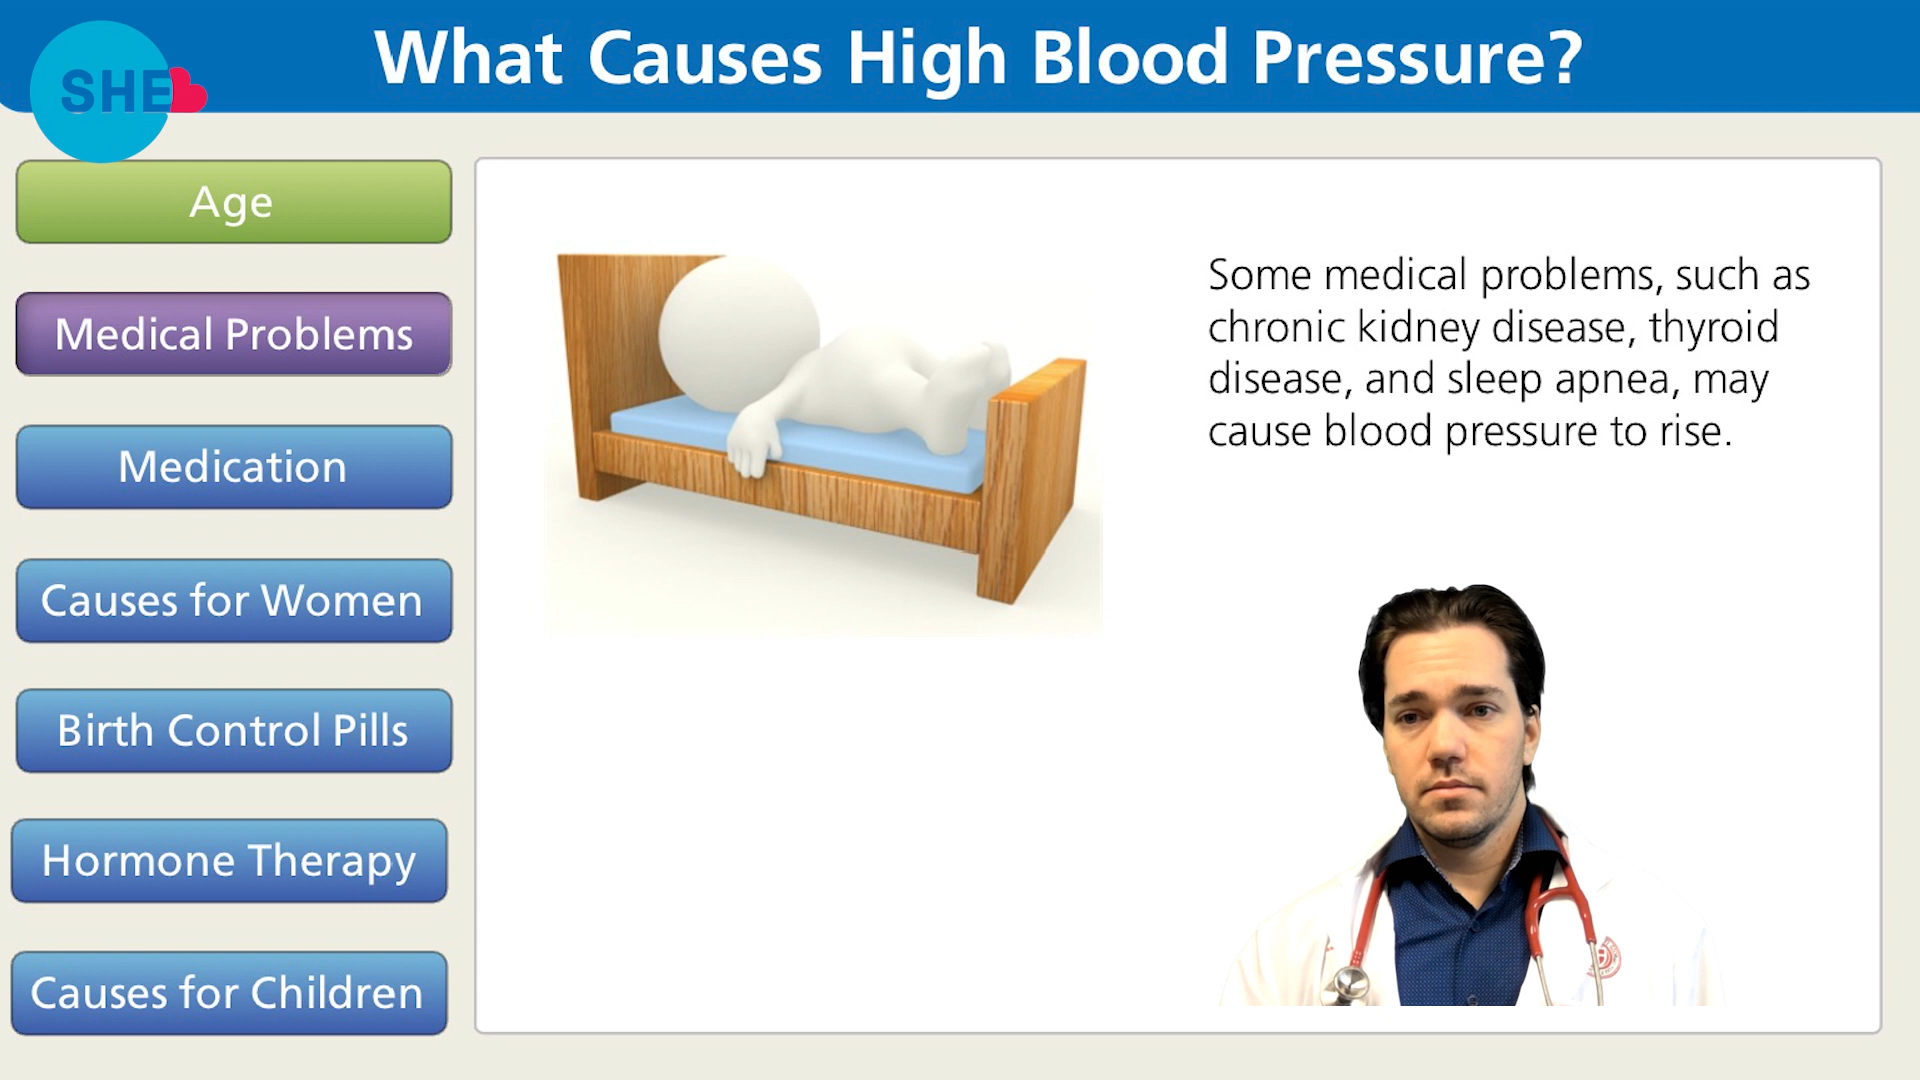 What Causes High Blood Pressure?
SHE
Age
Medical Problems
Medication
Causes for Women
Birth Control Pills
Hormone Therapy
Causes for Children
Some medical problems, such as
chronic kidney disease, thyroid
disease, and sleep apnea, may
cause blood pressure to rise.